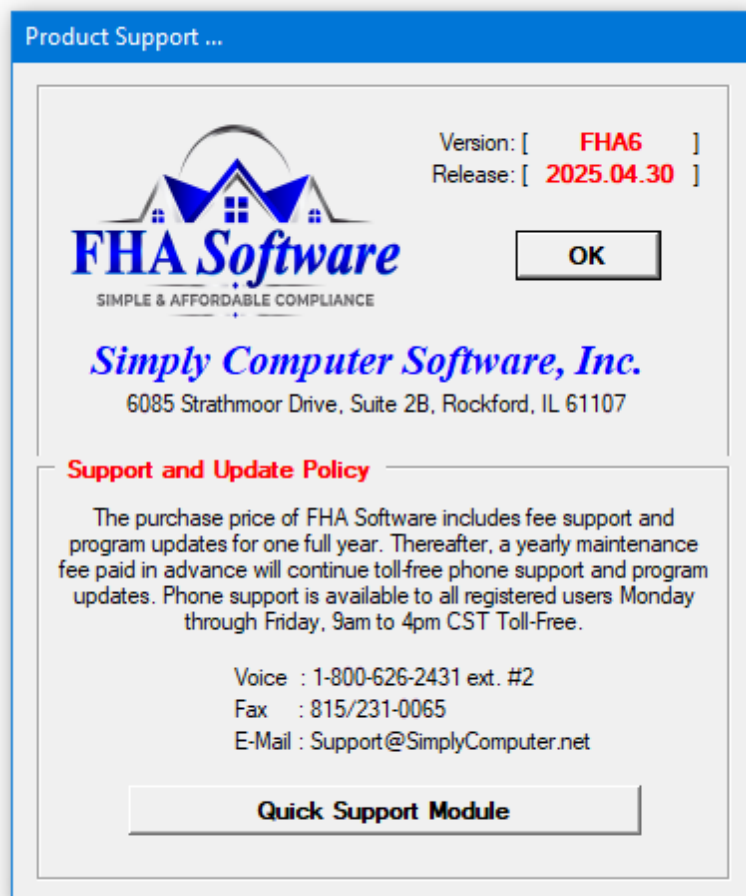 Product Support ...
Version: [ FHA6 ]
Release: [ 2025.04.30 ]
OK
FHA Software
SIMPLE & AFFORDABLE COMPLIANCE
Simply Computer Software, Inc.
6085 Strathmoor Drive, Suite 2B, Rockford, IL 61107
Support and Update Policy
The purchase price of FHA Software includes fee support and
program updates for one full year. Thereafter, a yearly maintenance
fee paid in advance will continue toll-free phone support and program
updates. Phone support is available to all registered users Monday
through Friday, 9am to 4pm CST Toll-Free.
Voice : 1-800-626-2431 ext. #2
Fax : 815/231-0065
E-Mail : Support@SimplyComputer.net
Quick Support Module